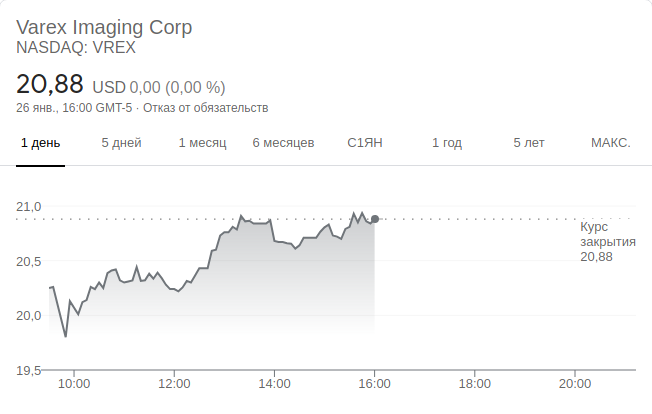 Varex Imaging Corp
NASDAQ: VREX
20,88 USD 0,00 (0,00 %)
26 янв., 16:00 GMT-5 · Отказ от обязательств
1 день 5 дней 1 месяц 6 месяцев С1ЯН 1 год 5 лет МАКС.
21,0
Курс
закрытия
20,88
20,5
20,0
19,5
10:00 12:00 14:00 16:00 18:00 20:00